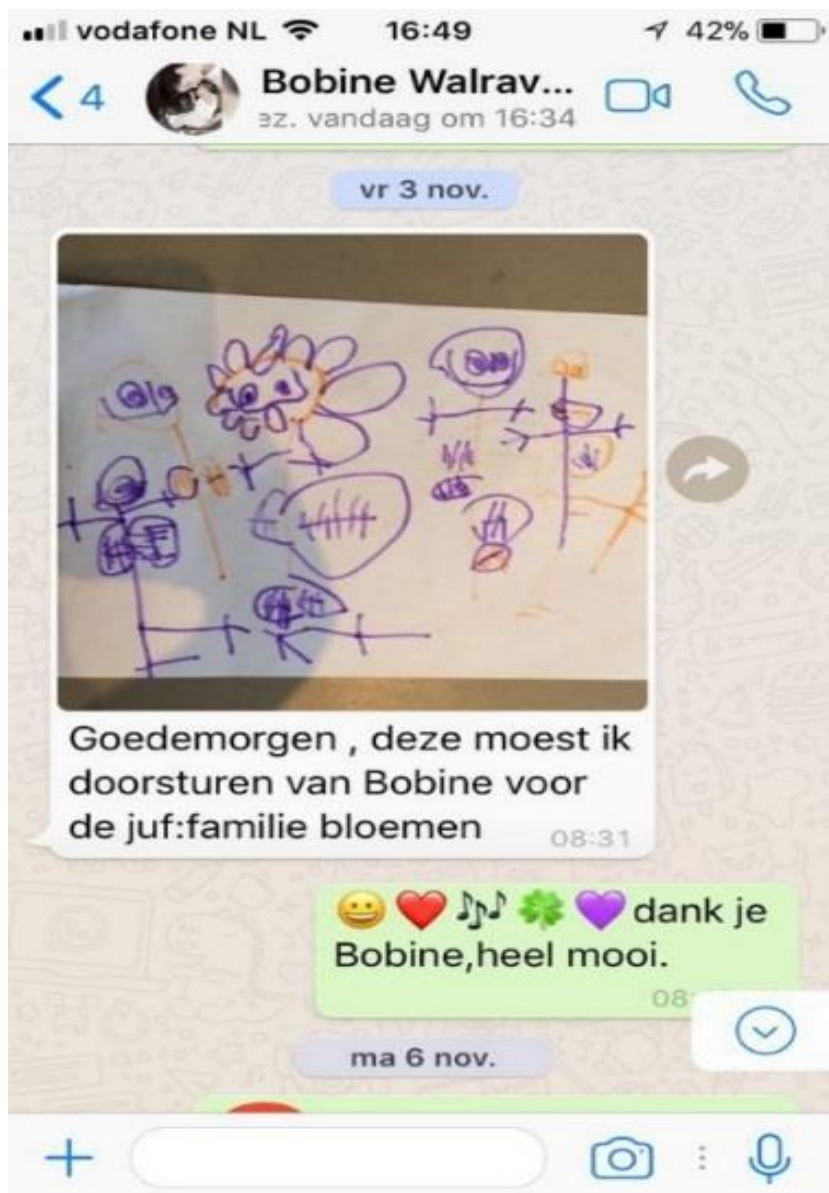 vodafone NL 16:49 42%
4 Bobine Walrav...
ez. vandaag om 16:34
vr 3 nov.
Goedemorgen , deze moest ik
doorsturen van Bobine voor
de juf:familie bloemen 08:31
😀❤️🎶🍀💜dank je
Bobine,heel mooi.
08:
ma 6 nov.